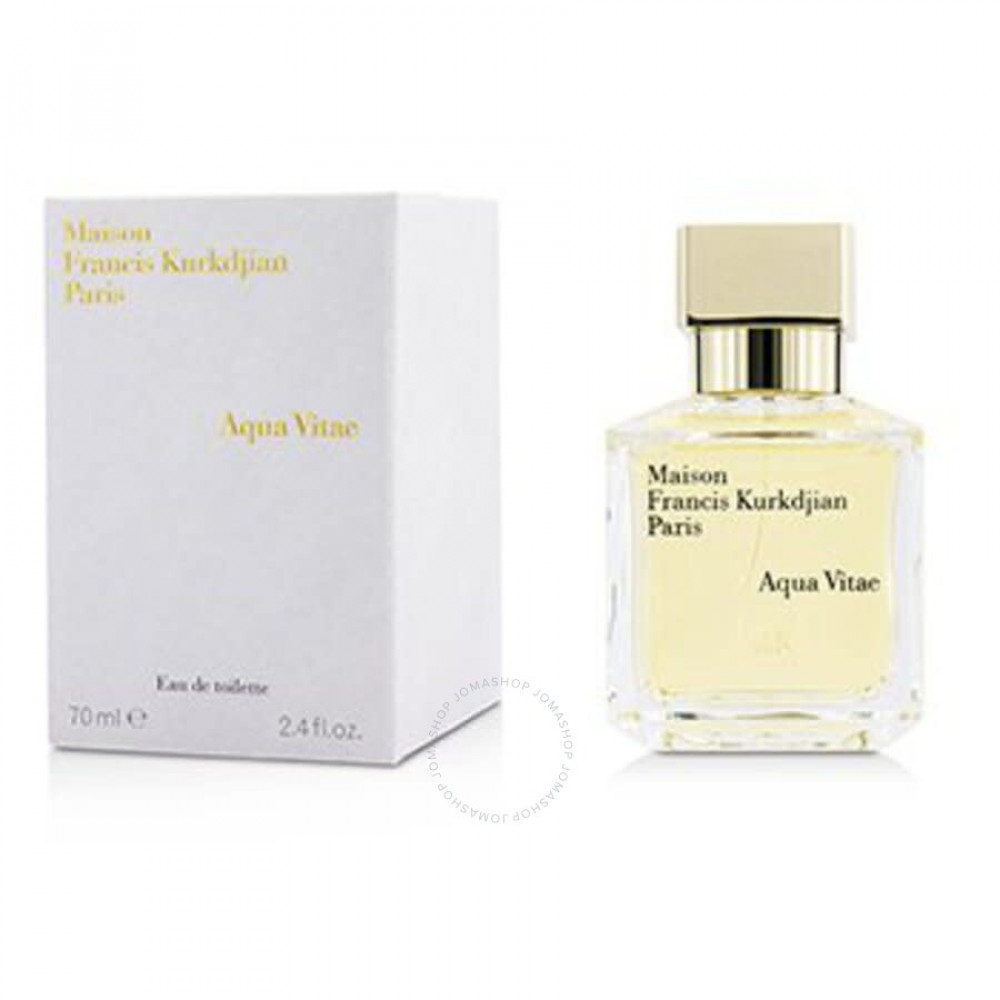 Maison
Francis Kurkdjian
Paris
Aqua Vitae
Eau de toilette
70 ml ℮
2.4 fl.oz.
Maison
Francis Kurkdjian
Paris
Aqua Vitae
JOMASHOP JOMASHOP JOMASHOP JOMASHOP